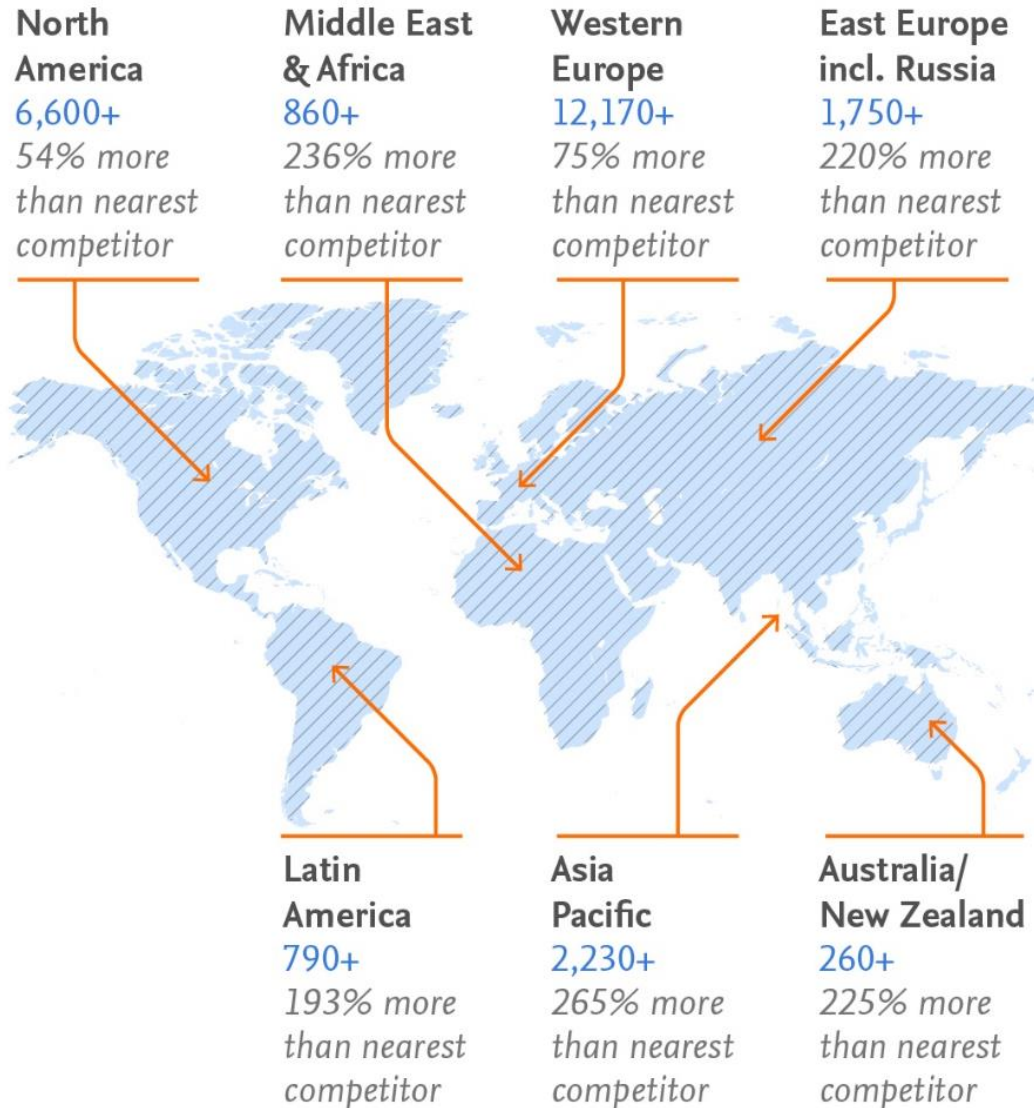 North
America
6,600+
54% more
than nearest
competitor
Middle East
& Africa
860+
236% more
than nearest
competitor
Western
Europe
12,170+
75% more
than nearest
competitor
East Europe
incl. Russia
1,750+
220% more
than nearest
competitor
Latin
America
790+
193% more
than nearest
competitor
Asia
Pacific
2,230+
265% more
than nearest
competitor
Australia/
New Zealand
260+
225% more
than nearest
competitor